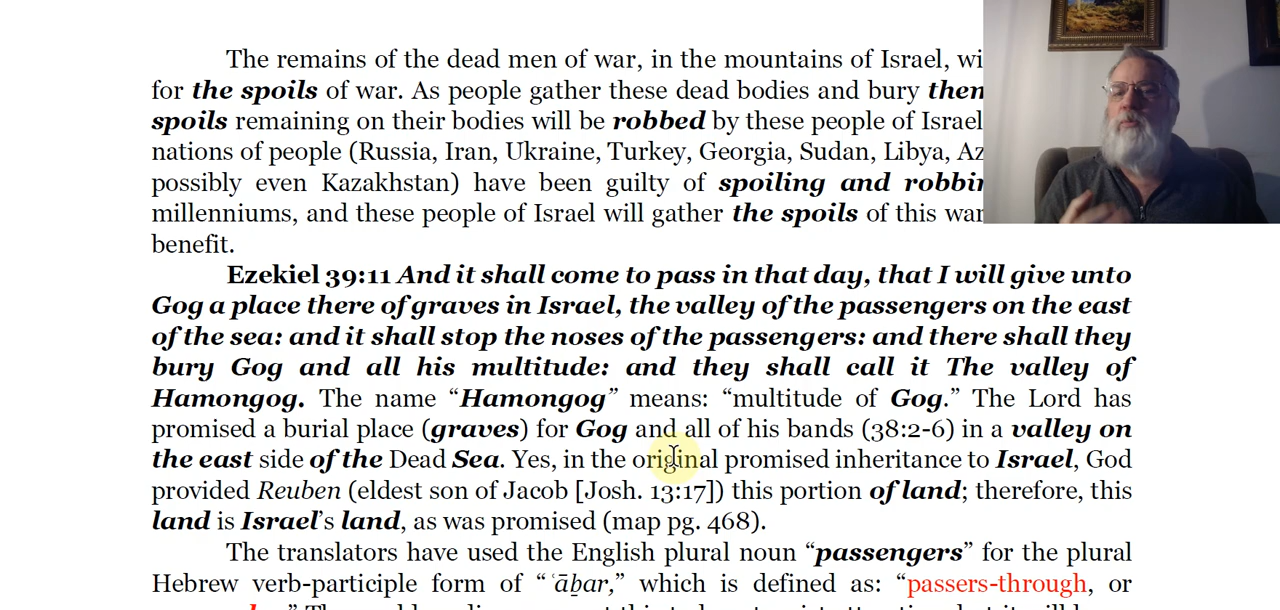 The remains of the dead men of war, in the mountains of Israel,
for the spoils of war. As people gather these dead bodies and bury
spoils remaining on their bodies will be robbed by these people of Israel
nations of people (Russia, Iran, Ukraine, Turkey, Georgia, Sudan, Libya,
possibly even Kazakhstan) have been guilty of spoiling and
millenniums, and these people of Israel will gather the spoils of this war
benefit.
Ezekiel 39:11 And it shall come to pass in that day, that I will give unto
Gog a place there of graves in Israel, the valley of the passengers on the east
of the sea: and it shall stop the noses of the passengers: and there shall they
bury Gog and all his multitude: and they shall call it The valley of
Hamongog. The name “Hamongog” means: “multitude of Gog.” The Lord has
promised a burial place (graves) for Gog and all of his bands (38:2-6) in a valley on
the east side of the Dead Sea. Yes, in the original promised inheritance to Israel, God
provided Reuben (eldest son of Jacob [Josh. 13:17]) this portion of land; therefore, this
land is Israel’s land, as was promised (map pg. 468).
The translators have used the English plural noun “passengers” for the plural
Hebrew verb-participle form of “ʿāḇar,” which is defined as: “passers-through, or